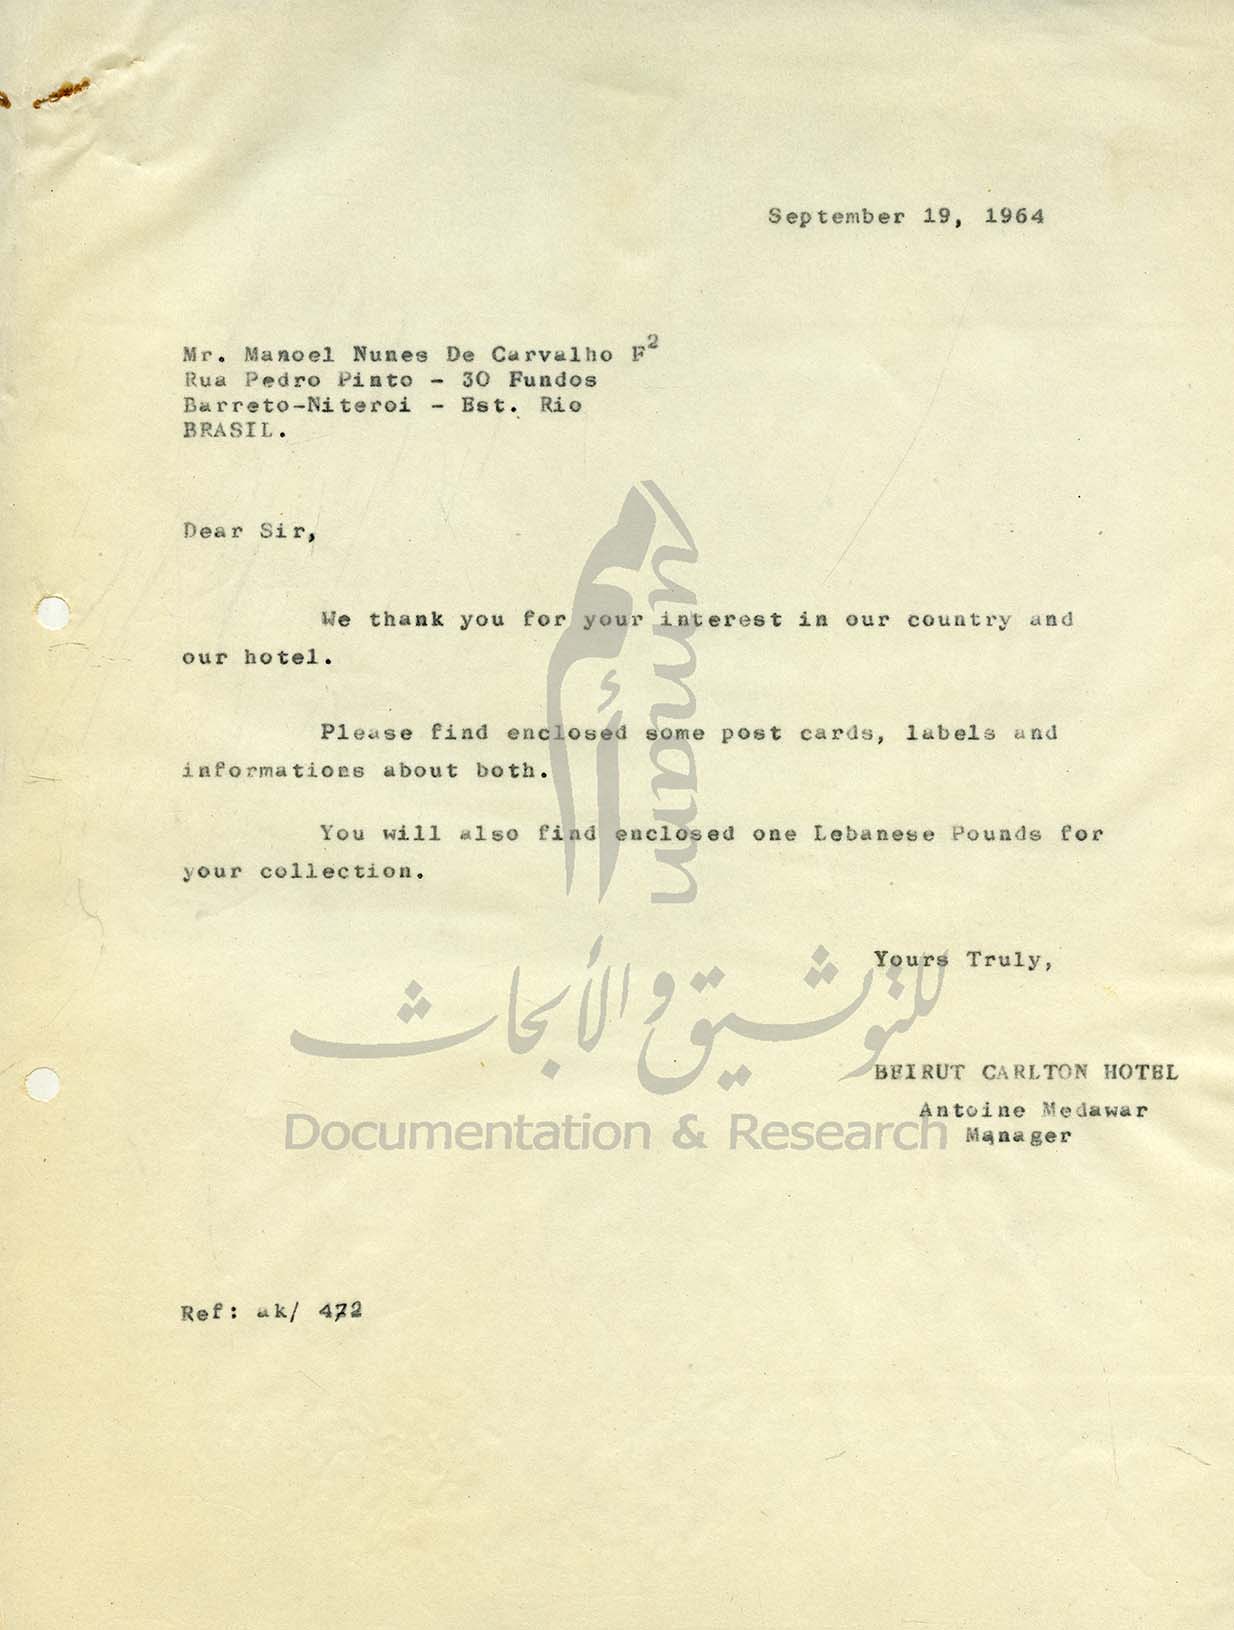 September 19, 1964
Mr. Manoel Nunes De Carvalho F²
Rua Pedro Pinto - 30 Fundos
Barreto-Niteroi - Est. Rio
BRASIL.
Dear Sir,
We thank you for your interest in our country and
our hotel.
Please find enclosed some post cards, labels and
informations about both.
You will also find enclosed one Lebanese Pounds for
your collection.
Yours Truly,
BEIRUT CARLTON HOTEL
Antoine Medawar
Manager
Ref: ak/ 472
أمم
umam
للتوثيق والأبحاث
Documentation & Research